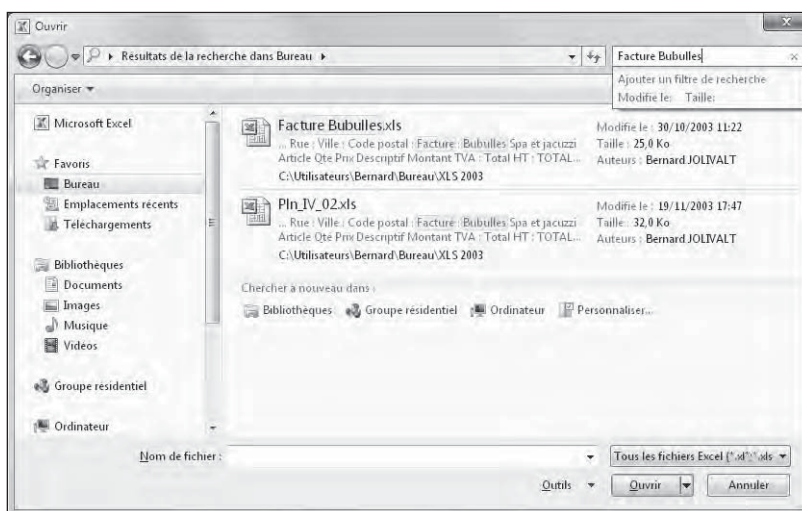 Ouvrir
Résultats de la recherche dans Bureau
Facture Bubulles
Ajouter un filtre de recherche
Modifié le: Taille:
Organiser
Microsoft Excel
Favoris
Bureau
Emplacements récents
Téléchargements
Bibliothèques
Documents
Images
Musique
Vidéos
Groupe résidentiel
Ordinateur
Facture Bubulles.xls
... Rue : Ville : Code postal : Facture : Bubulles Spa et jacuzzi
Article Qté Prix Descriptif Montant TVA : Total HT : TOTAL...
C:\Utilisateurs\Bernard\Bureau\XLS 2003
Modifié le : 30/10/2003 11:22
Taille : 25,0 Ko
Auteurs : Bernard JOLIVALT
Pln_IV_02.xls
... Rue : Ville : Code postal : Facture : Bubulles Spa et jacuzzi
Article Qté Prix Descriptif Montant TVA : Total HT : TOTAL...
C:\Utilisateurs\Bernard\Bureau\XLS 2003
Modifié le : 19/11/2003 17:47
Taille : 32,0 Ko
Auteurs : Bernard JOLIVALT
Chercher à nouveau dans :
Bibliothèques Groupe résidentiel Ordinateur Personnaliser...
Nom de fichier :
Tous les fichiers Excel (*.xl*;*.xls
Outils Ouvrir Annuler